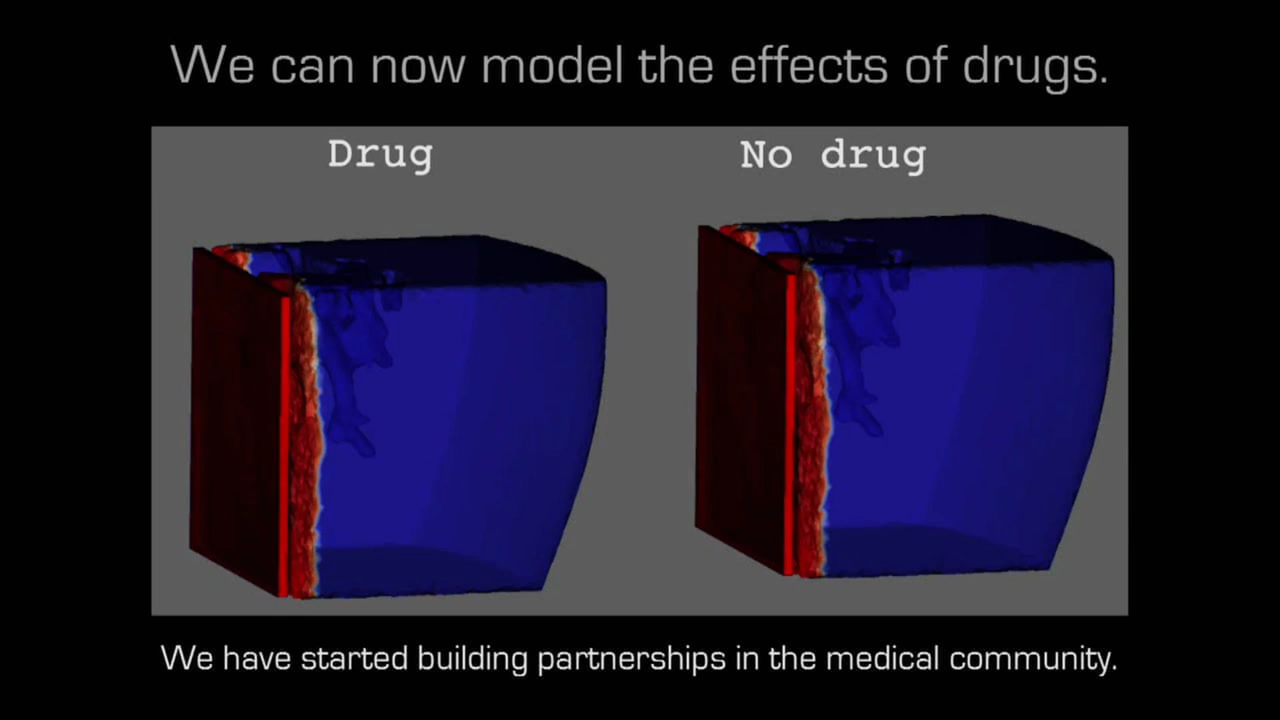 We can now model the effects of drugs.
Drug
No drug
We have started building partnerships in the medical community.